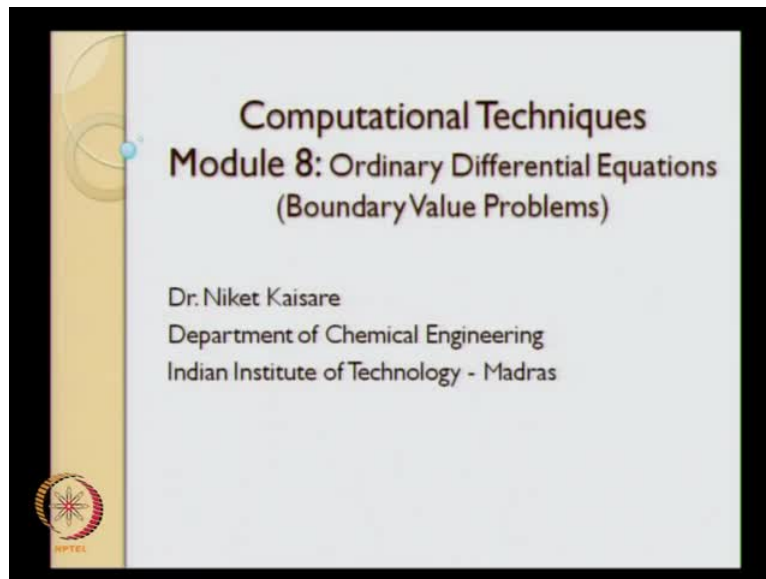 Computational Techniques
Module 8: Ordinary Differential Equations
(Boundary Value Problems)
Dr. Niket Kaisare
Department of Chemical Engineering
Indian Institute of Technology - Madras
NPTEL